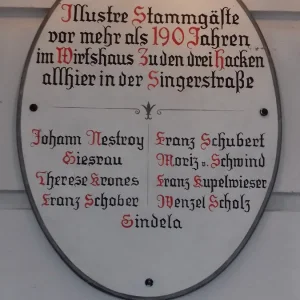 Illustre Stammgäste
vor mehr als 190 Jahren
im Wirtshaus Zu den drei Hacken
allhier in der Singerstraße
Johann Nestroy
Giesrau
Therese Krones
Franz Schober
Franz Schubert
Moriz v. Schwind
Franz Kupelwieser
Wenzel Scholz
Gindela